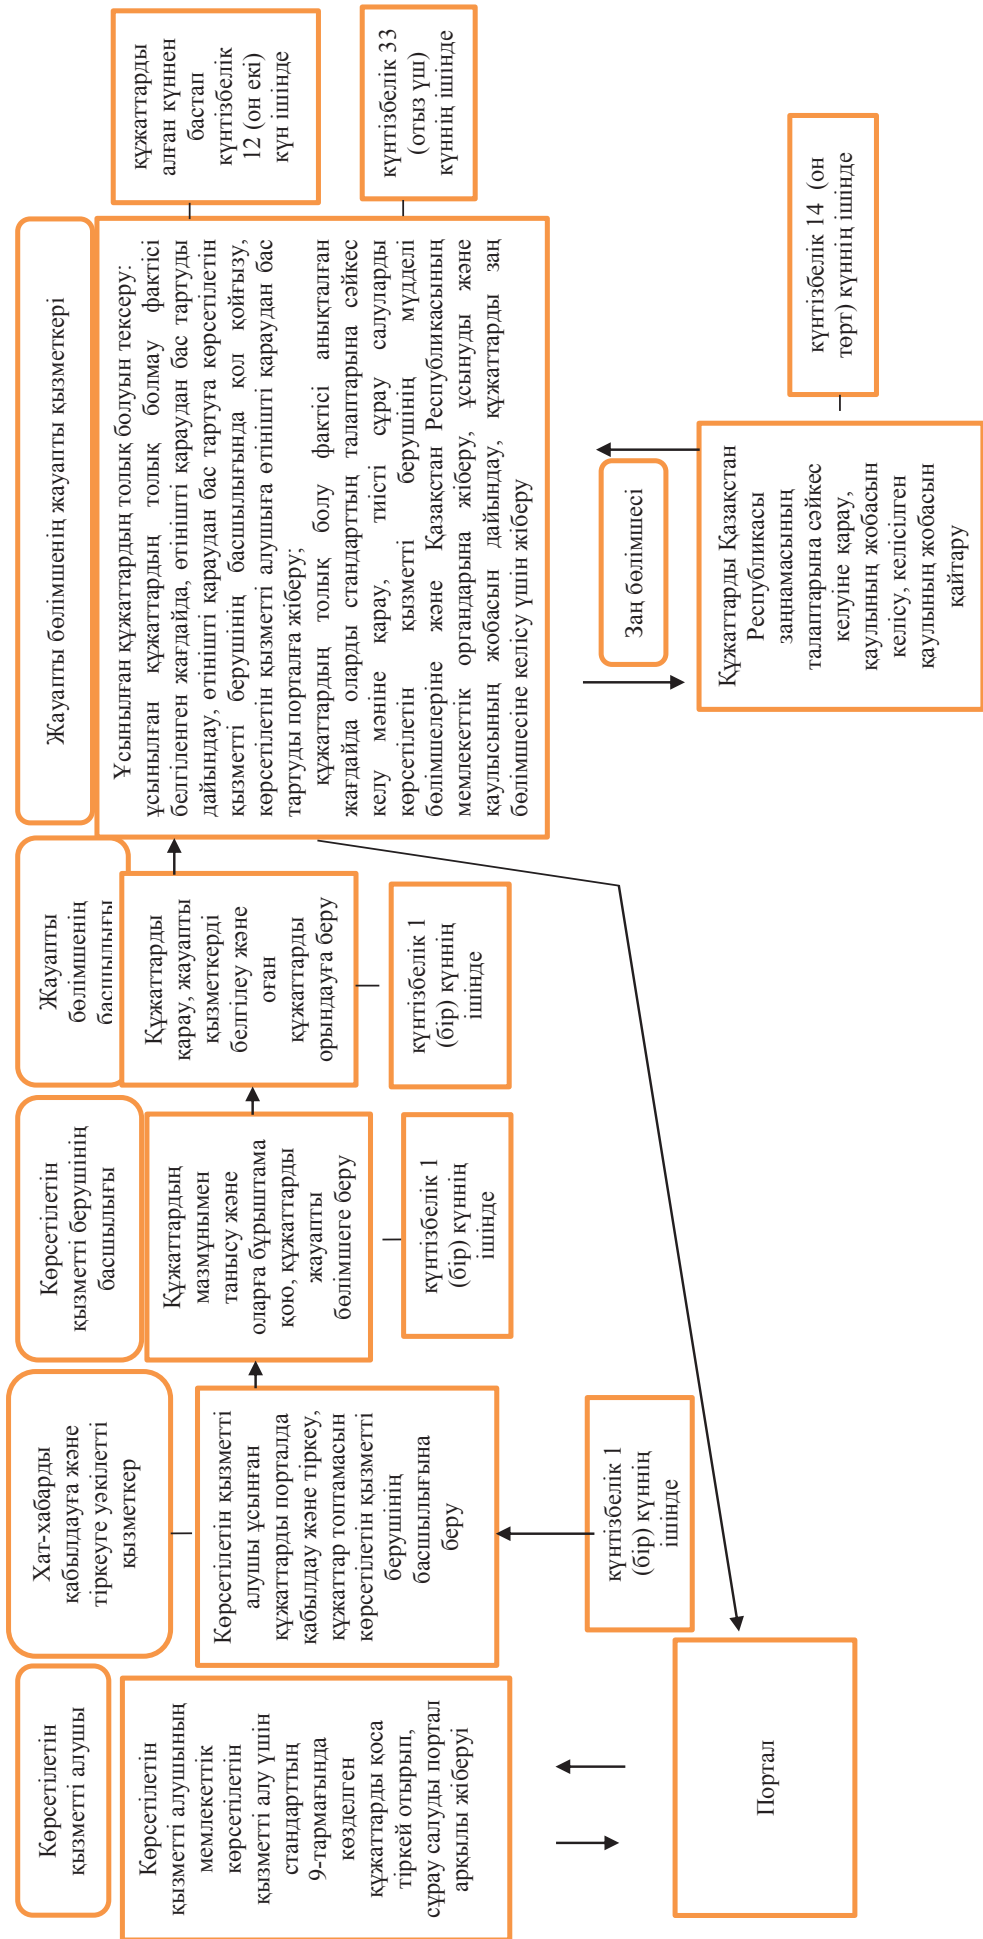 Көрсетілетін
қызметті алушы
Көрсетілетін
қызметті алушының
мемлекеттік
көрсетілетін
қызметті алу үшін
стандарттың
9-тармағында
көзделген
құжаттарды қоса
тіркей отырып,
сұрау салуды портал
арқылы жіберуі
Портал
Хат-хабарды
қабылдауға және
тіркеуге уәкілетті
қызметкер
Көрсетілетін қызметті
алушы ұсынған
құжаттарды порталда
қабылдау және тіркеу,
құжаттар топтамасын
көрсетілетін қызметті
берушінің
басшылығына
беру
күнтізбелік 1
(бір) күннің
ішінде
Көрсетілетін
қызметті берушінің
басшылығы
Құжаттардың
мазмұнымен
танысу және
оларға бұрыштама
қою, құжаттарды
жауапты
бөлімшеге беру
күнтізбелік 1
(бір) күннің
ішінде
Жауапты
бөлімшенің
басшылығы
Құжаттарды
қарау, жауапты
қызметкерді
белгілеу және
оған
құжаттарды
орындауға беру
күнтізбелік 1
(бір) күннің
ішінде
Жауапты бөлімшенің жауапты қызметкері
Ұсынылған құжаттардың толық болуын тексеру:
ұсынылған құжаттардың толық болмау фактісі
белгіленген жағдайда, өтінішті қараудан бас тартуды
дайындау, өтінішті қараудан бас тартуға көрсетілетін
қызметті берушінің басшылығында қол қойғызу,
көрсетілетін қызметті алушыға өтінішті қараудан бас
тартуды порталға жіберу;
құжаттардың толық болу фактісі анықталған
жағдайда оларды стандарттың талаптарына сәйкес
келу мәніне қарау, тиісті сұрау салуларды
көрсетілетін қызметті берушінің мүдделі
бөлімшелеріне және Қазақстан Республикасының
мемлекеттік органдарына жіберу, ұсынуды және
қаулысының жобасын дайындау, құжаттарды заң
бөлімшесіне келісу үшін жіберу
құжаттарды
алған күннен
бастап
күнтізбелік
12 (он екі)
күн ішінде
күнтізбелік 33
(отыз үш)
күннің ішінде
Заң бөлімшесі
Құжаттарды Қазақстан
Республикасы
заңнамасының
талаптарына сәйкес
келуіне қарау,
қаулының жобасын
келісу, келісілген
қаулының жобасын
қайтару
күнтізбелік 14 (он
төрт) күннің ішінде